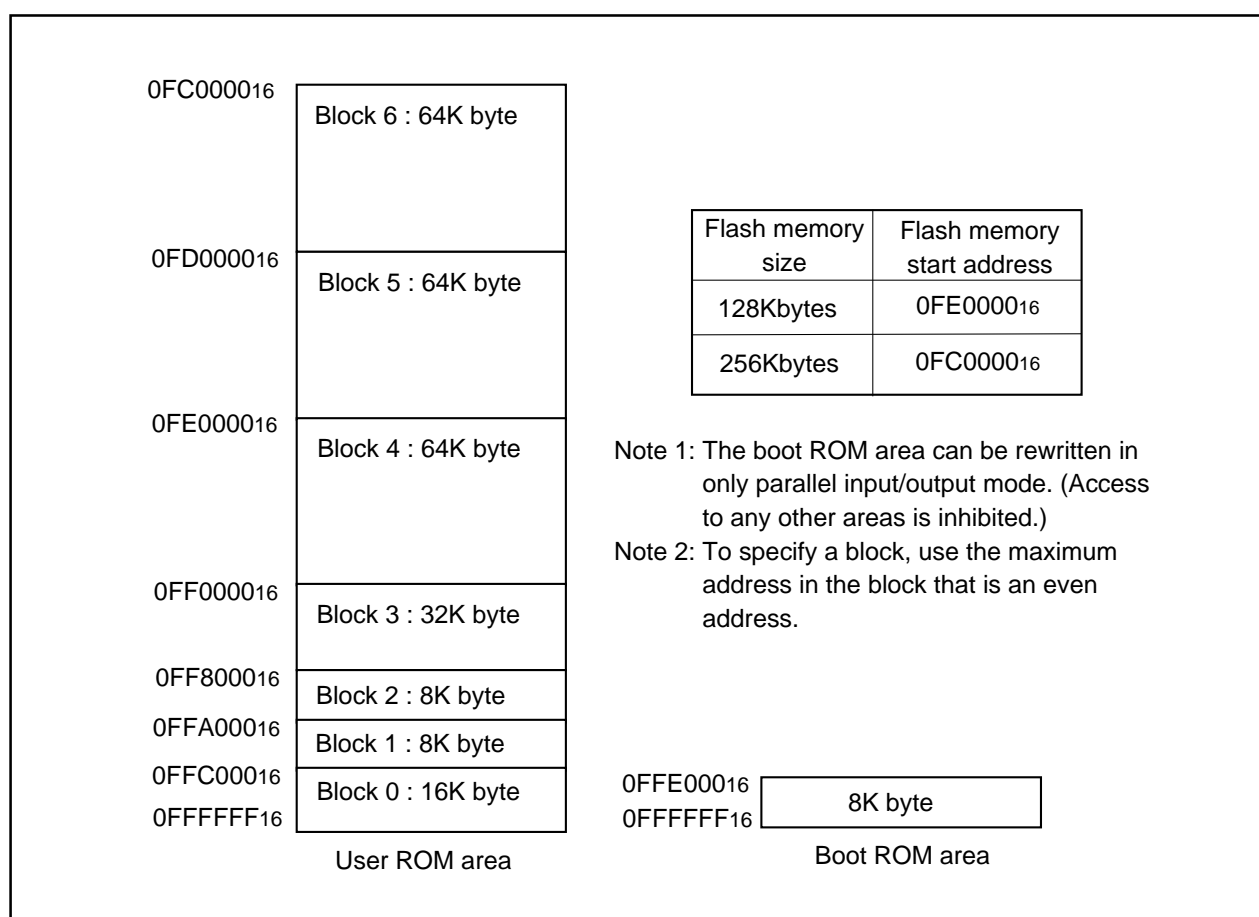 0FC000016
Block 6 : 64K byte
0FD000016
Block 5 : 64K byte
0FE000016
Block 4 : 64K byte
0FF000016
Block 3 : 32K byte
0FF800016
Block 2 : 8K byte
0FFA00016
Block 1 : 8K byte
0FFC00016
Block 0 : 16K byte
0FFFFFF16
User ROM area
Flash memory size
Flash memory start address
128Kbytes
0FE000016
256Kbytes
0FC000016
Note 1: The boot ROM area can be rewritten in
only parallel input/output mode. (Access
to any other areas is inhibited.)
Note 2: To specify a block, use the maximum
address in the block that is an even
address.
0FFE00016
8K byte
0FFFFFF16
Boot ROM area